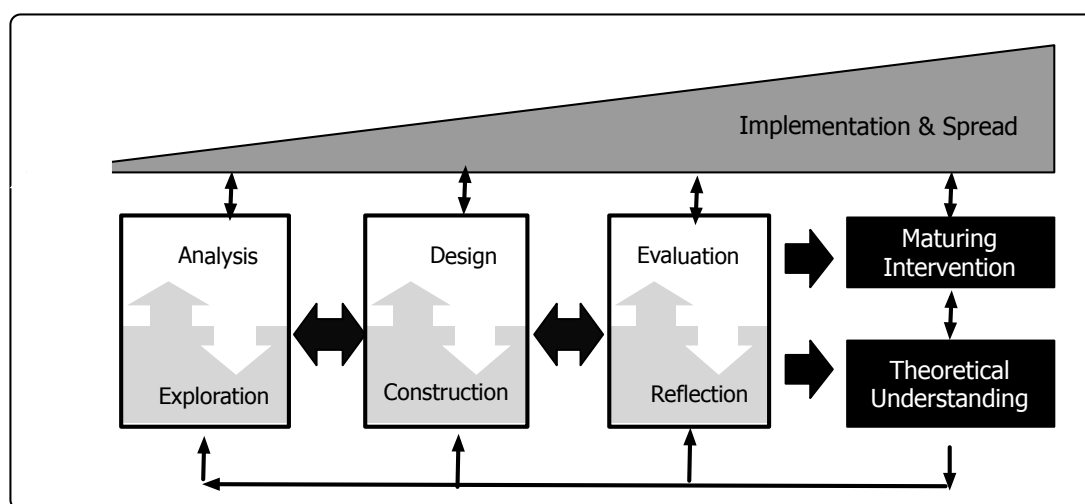 Implementation & Spread
Analysis
Exploration
Design
Construction
Evaluation
Reflection
Maturing
Intervention
Theoretical
Understanding